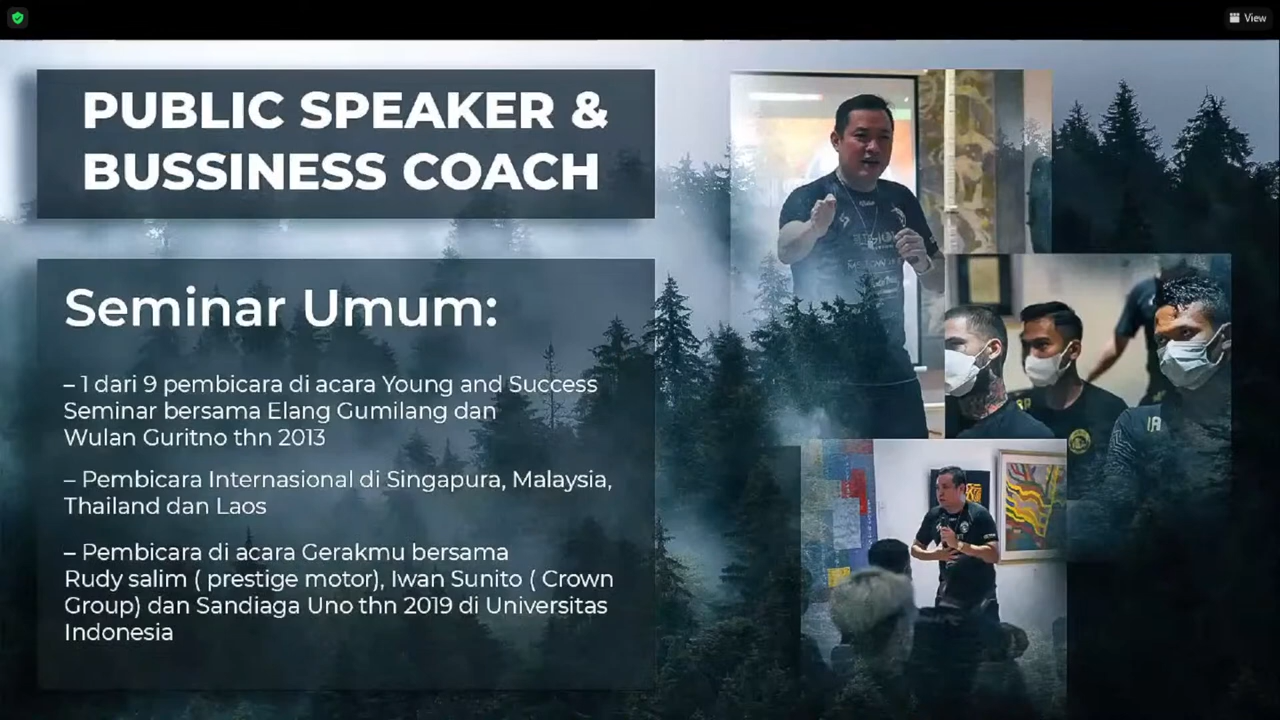 View
PUBLIC SPEAKER &
BUSSINESS COACH
Seminar Umum:
– 1 dari 9 pembicara di acara Young and Success
Seminar bersama Elang Gumilang dan
Wulan Guritno thn 2013
– Pembicara Internasional di Singapura, Malaysia,
Thailand dan Laos
– Pembicara di acara Gerakmu bersama
Rudy salim ( prestige motor), Iwan Sunito ( Crown
Group) dan Sandiaga Uno thn 2019 di Universitas
Indonesia